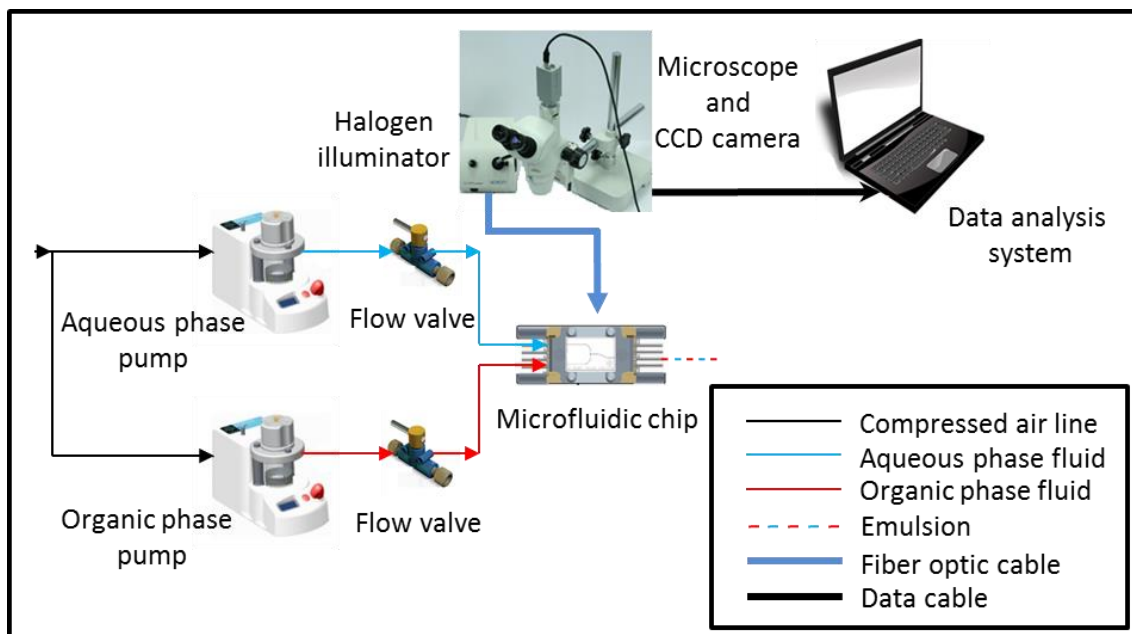 Halogen
illuminator
Microscope
and
CCD camera
Data analysis
system
Aqueous phase
pump
Flow valve
Microfluidic chip
Organic phase
pump
Flow valve
Compressed air line
Aqueous phase fluid
Organic phase fluid
Emulsion
Fiber optic cable
Data cable